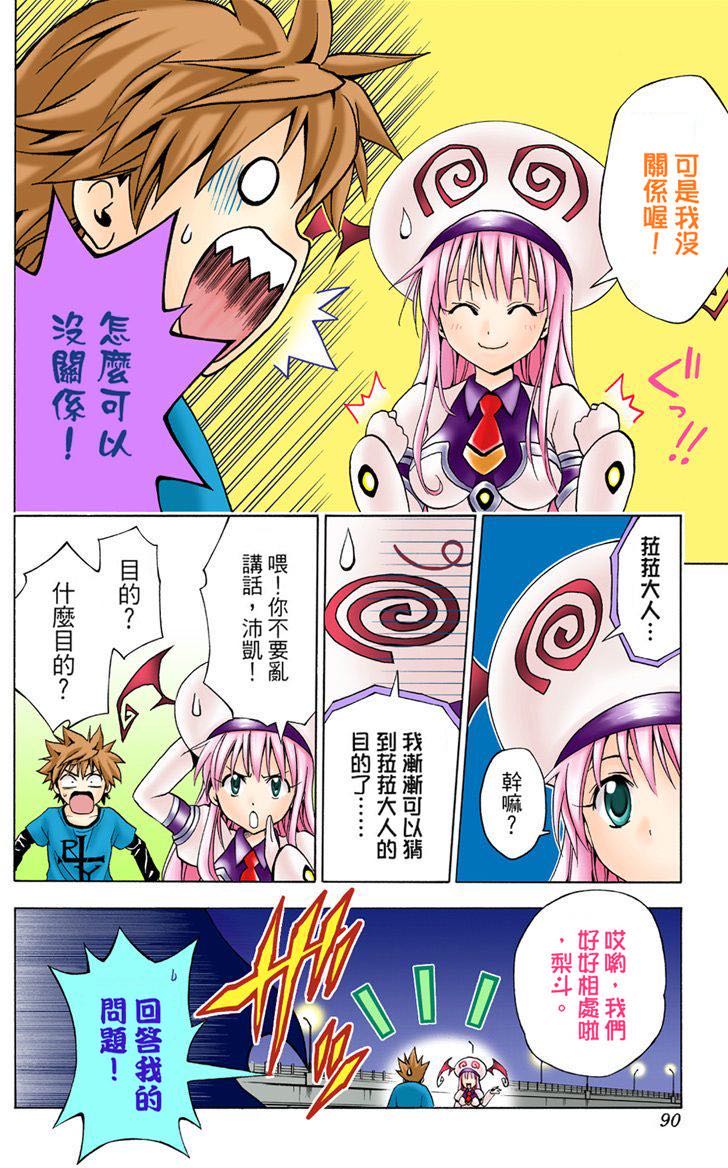 可是我沒
關係喔！
怎麼可以
沒關係！
ぐっ!!
菈菈大人…
幹嘛？
我漸漸可以猜
到菈菈大人的
目的了……
喂！你不要亂
講話，沛凱！
目的？
什麼目的？
R
Y
哎喲，我們
好好相處啦
，梨斗。
ザザ
回答我的
問題！
90